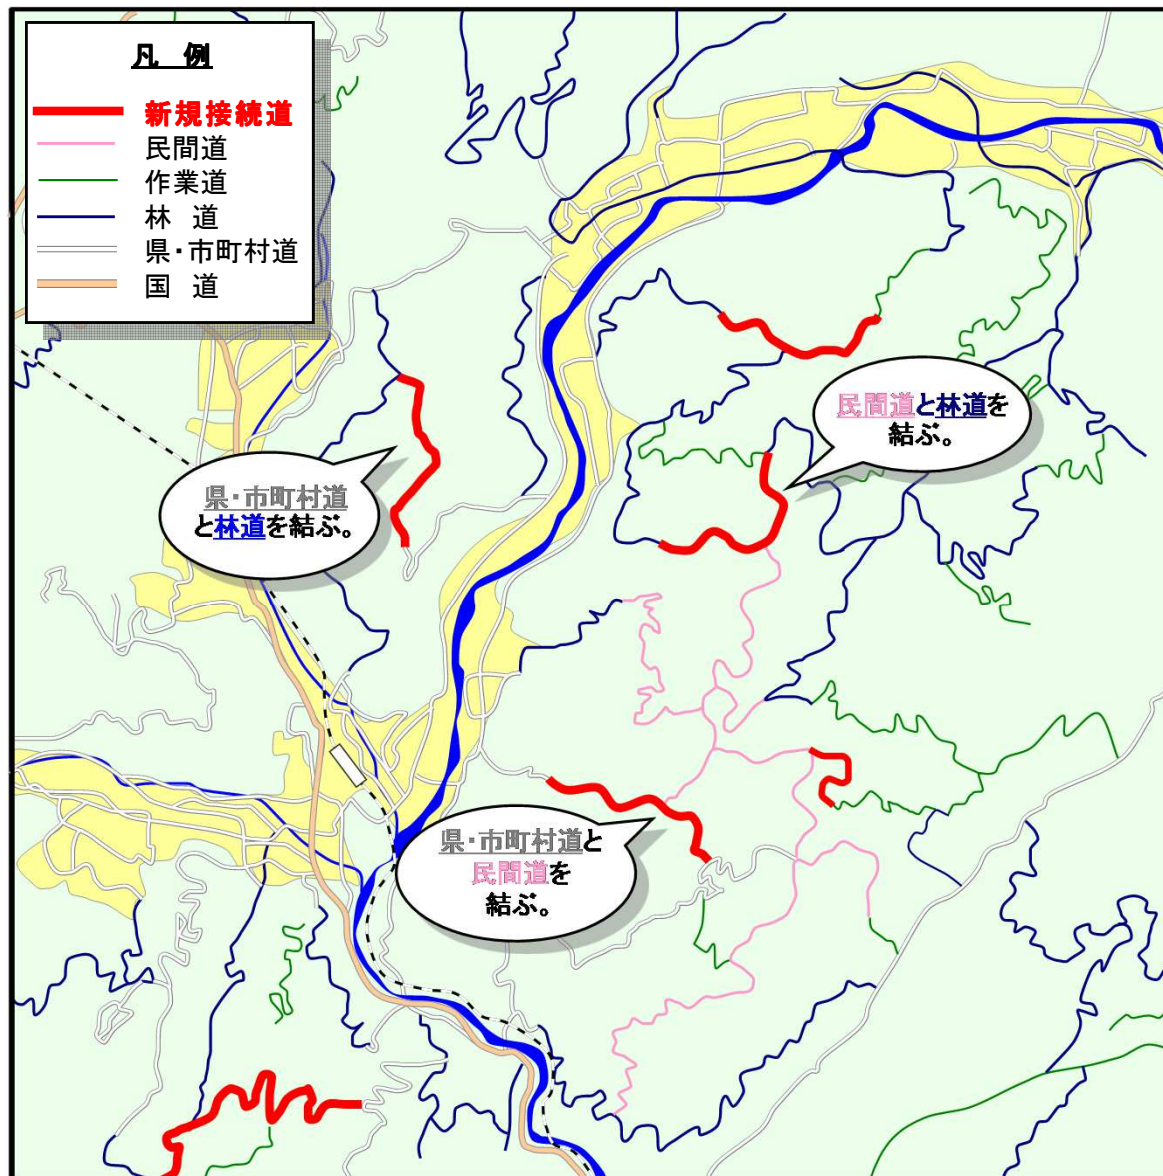 凡 例
新規接続道
民間道
作業道
林 道
県・市町村道
国 道
民間道と林道を
結ぶ。
県・市町村道
と林道を結ぶ。
県・市町村道と
民間道を
結ぶ。